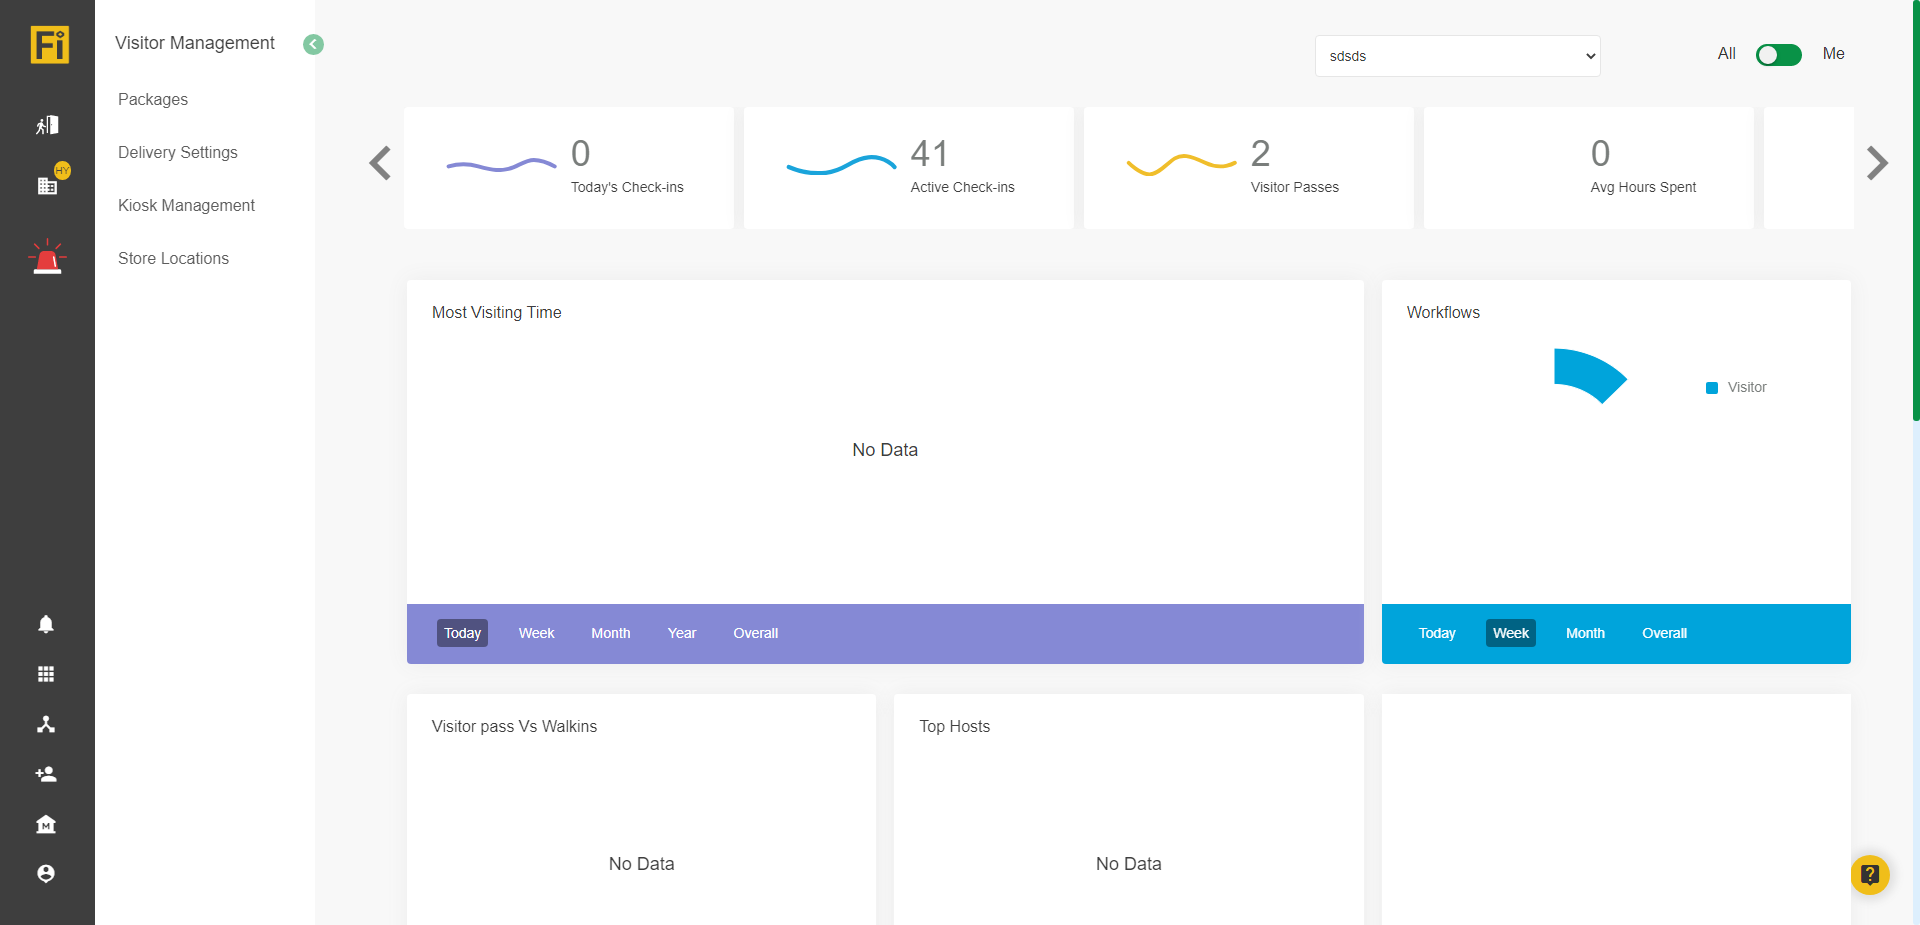 Fi
Visitor Management
sdsds
All
Me
HY
Packages
Delivery Settings
Kiosk Management
Store Locations
0
Today's Check-ins
41
Active Check-ins
2
Visitor Passes
0
Avg Hours Spent
Most Visiting Time
No Data
Today Week Month Year Overall
Workflows
Visitor
Today Week Month Overall
Visitor pass Vs Walkins
No Data
Top Hosts
No Data
M
?